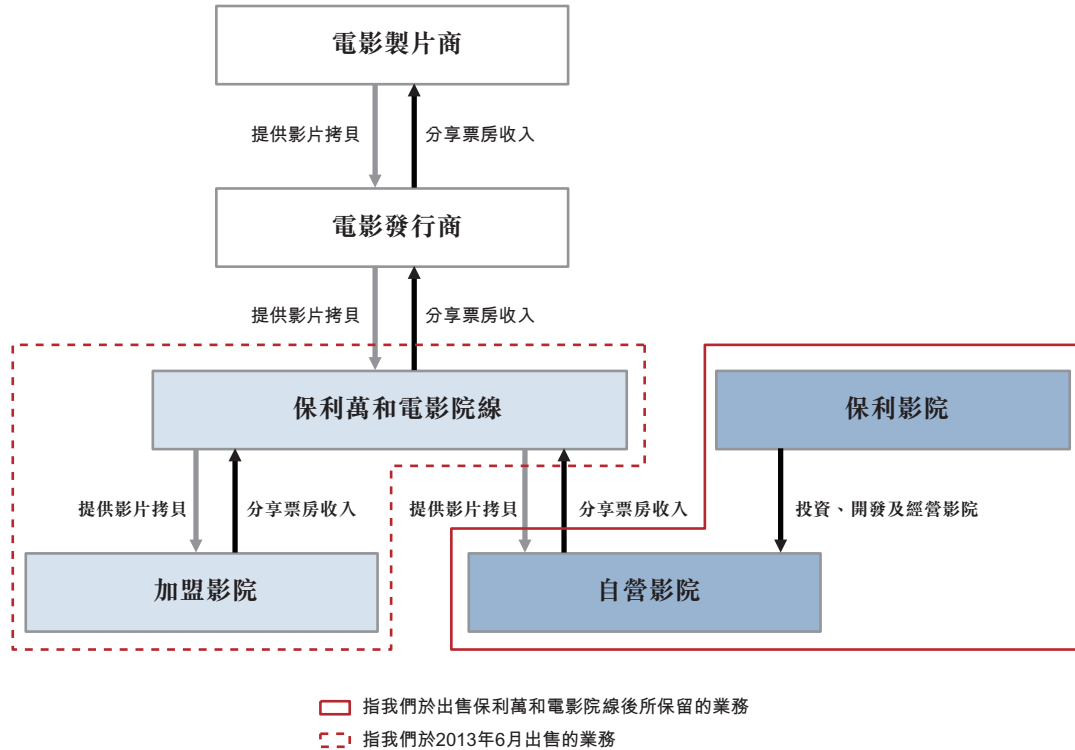 電影製片商
提供影片拷貝
分享票房收入
電影發行商
提供影片拷貝
分享票房收入
保利萬和電影院線
保利影院
提供影片拷貝
分享票房收入
提供影片拷貝
分享票房收入
投資、開發及經營影院
加盟影院
自營影院
指我們於出售保利萬和電影院線後所保留的業務
指我們於2013年6月出售的業務